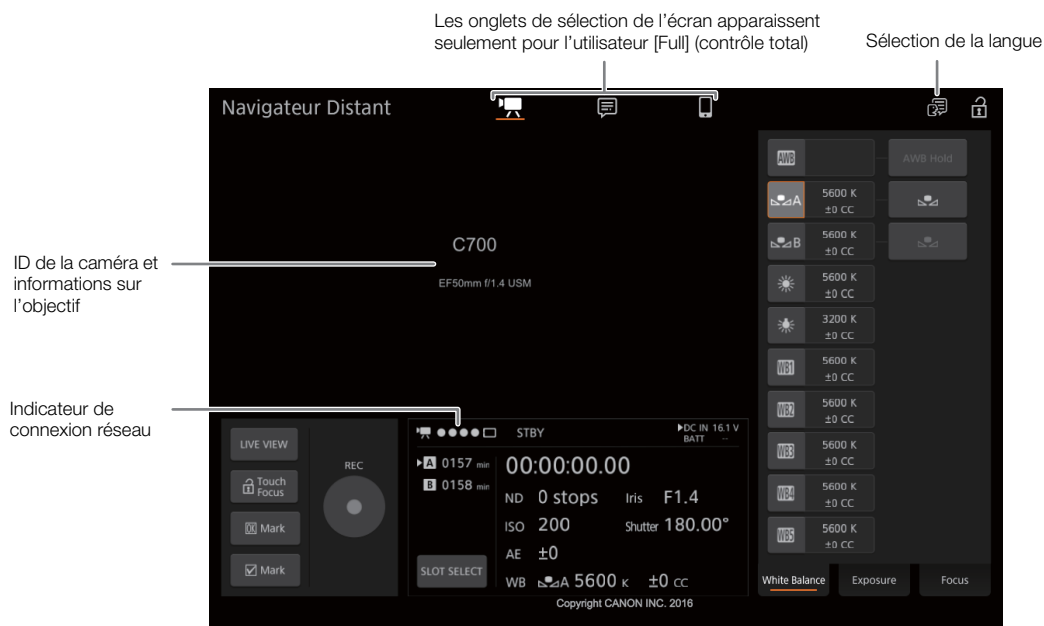 Les onglets de sélection de l’écran apparaissent
seulement pour l’utilisateur [Full] (contrôle total)
Sélection de la langue
Navigateur Distant
AWB
AWB Hold
A
5600 K
±0 CC
B
5600 K
±0 CC
C700
EF50mm f/1.4 USM
ID de la caméra et
informations sur
l’objectif
5600 K
±0 CC
3200 K
±0 CC
WB1
5600 K
±0 CC
WB2
5600 K
±0 CC
WB3
5600 K
±0 CC
WB4
5600 K
±0 CC
WB5
5600 K
±0 CC
Indicateur de
connexion réseau
LIVE VIEW
Touch
Focus
OK Mark
Mark
REC
STBY
DC IN 16.1 V
BATT --
A 0157 min
B 0158 min
00:00:00.00
ND 0 stops Iris F1.4
ISO 200 Shutter 180.00°
AE ±0
SLOT SELECT
WB A 5600 K ±0 CC
White Balance Exposure Focus
Copyright CANON INC. 2016